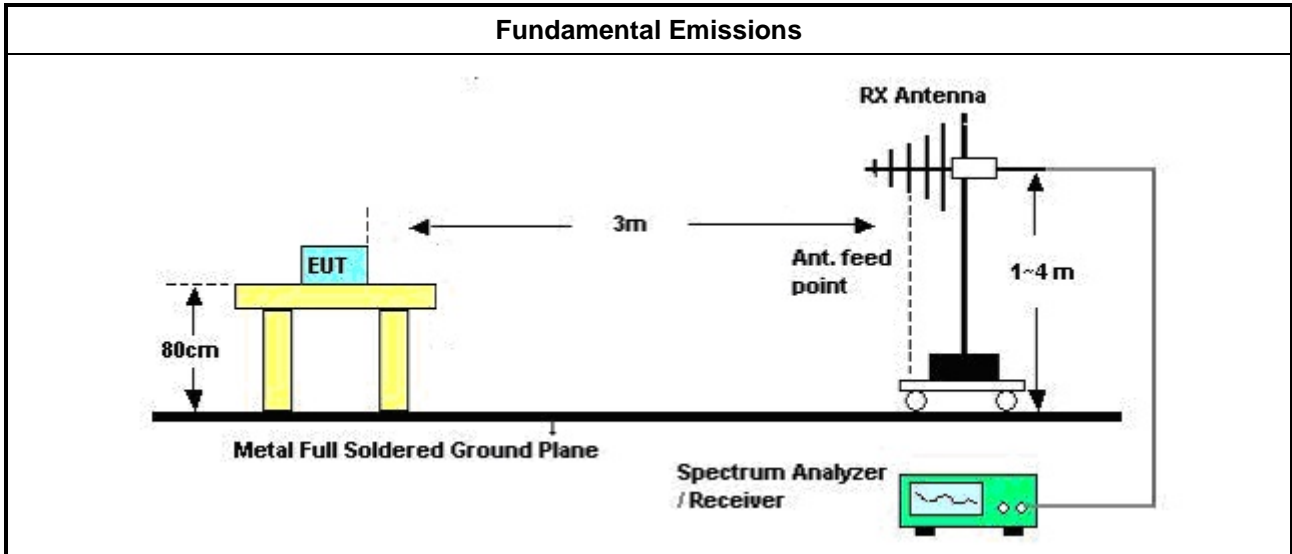 Fundamental Emissions
RX Antenna
3m
EUT
Ant. feed
point
1~4 m
80cm
Metal Full Soldered Ground Plane
Spectrum Analyzer
/ Receiver